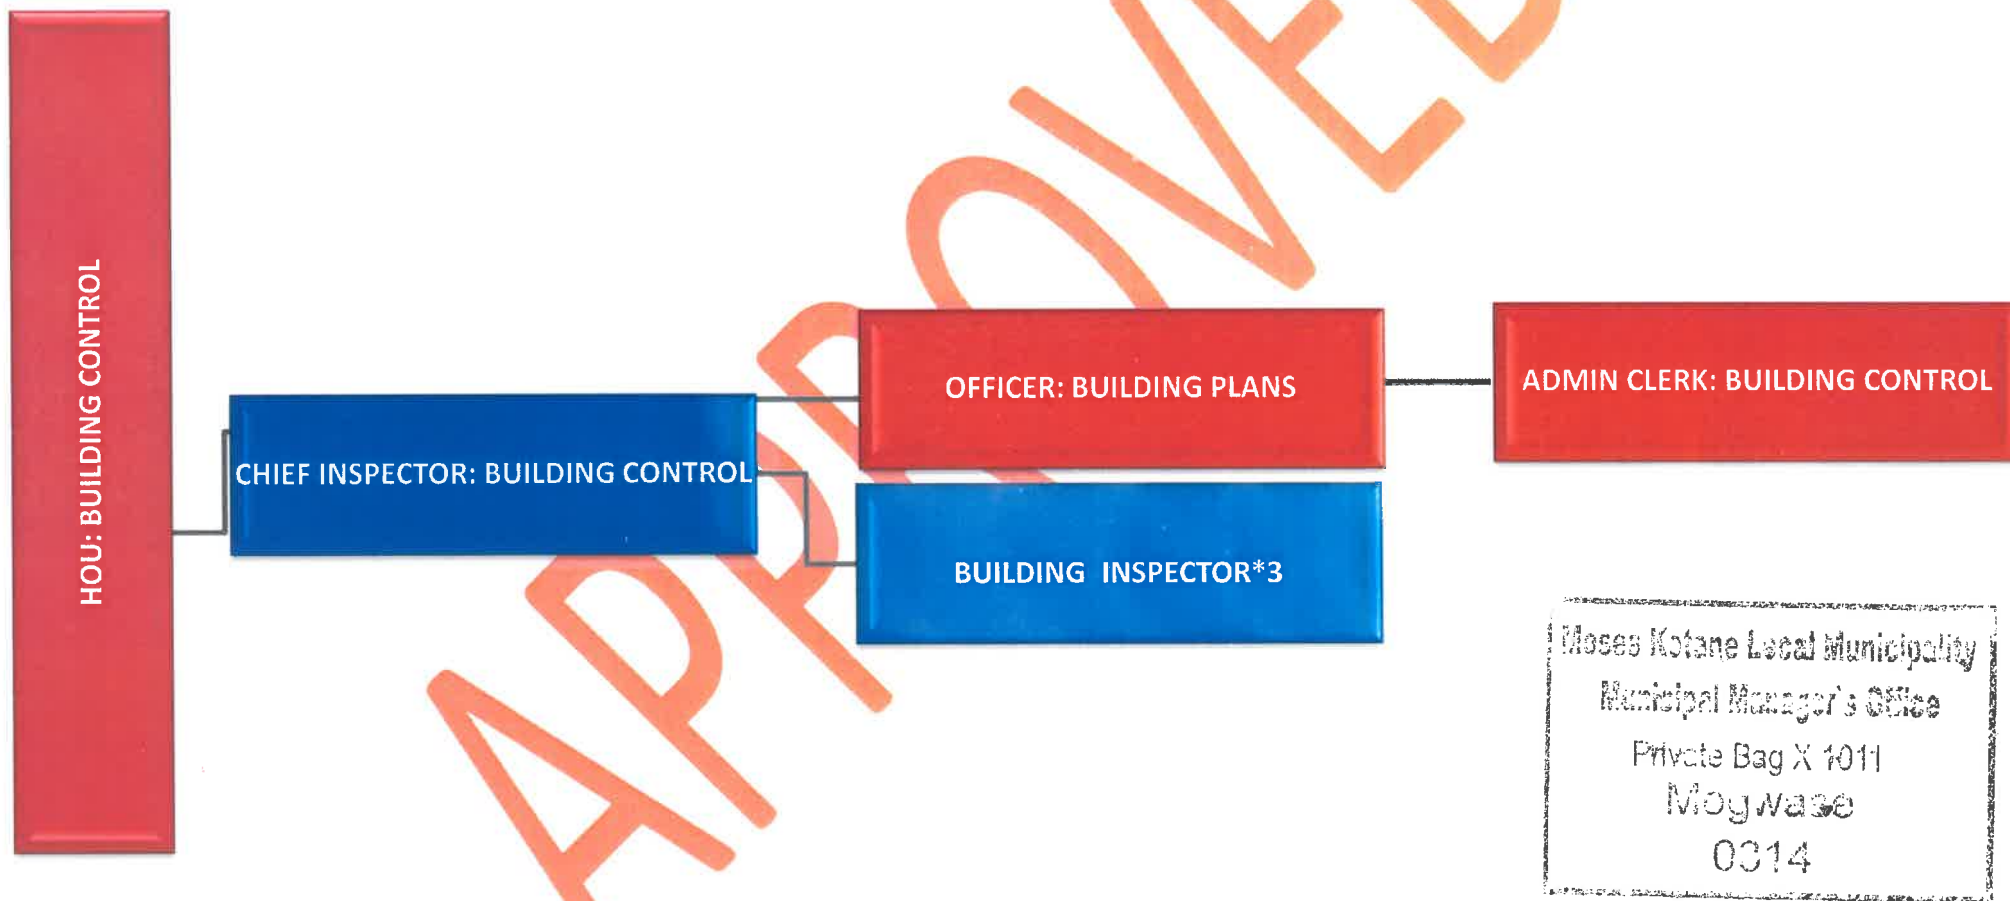 HOU: BUILDING CONTROL
CHIEF INSPECTOR: BUILDING CONTROL
OFFICER: BUILDING PLANS
BUILDING  INSPECTOR*3
ADMIN CLERK: BUILDING CONTROL
APPROVED
Moses Kotane Local Municipality
Municipal Manager's Office
Private Bag X 1011
Mogwase
0314